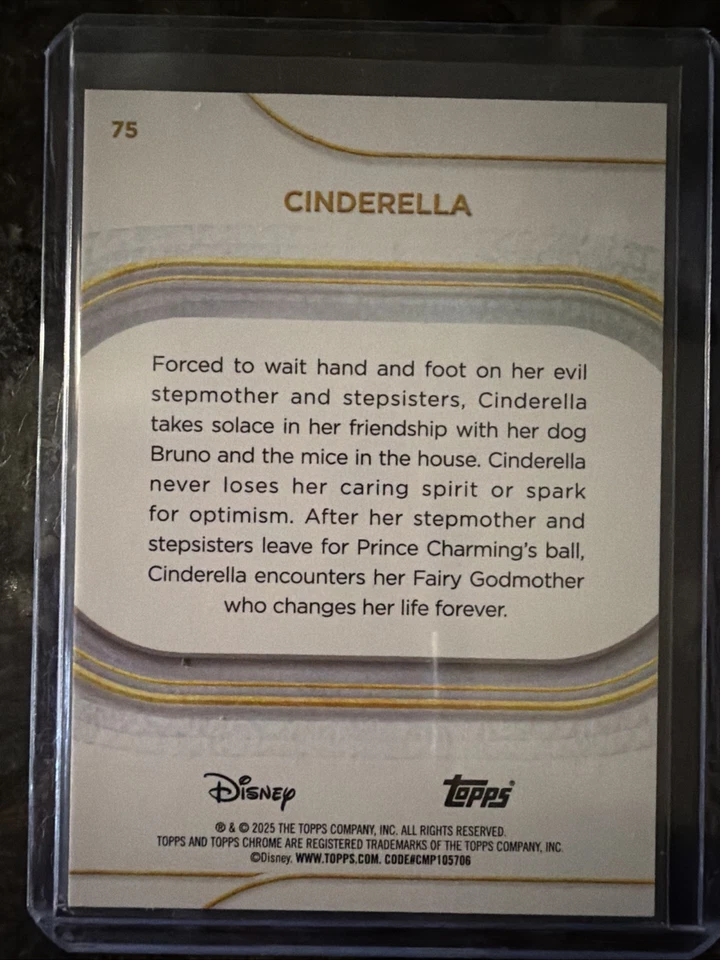 75
CINDERELLA
Forced to wait hand and foot on her evil
stepmother and stepsisters, Cinderella
takes solace in her friendship with her dog
Bruno and the mice in the house. Cinderella
never loses her caring spirit or spark
for optimism. After her stepmother and
stepsisters leave for Prince Charming's ball,
Cinderella encounters her Fairy Godmother
who changes her life forever.
Disney topps®
® & © 2025 THE TOPPS COMPANY, INC. ALL RIGHTS RESERVED.
TOPPS AND TOPPS CHROME ARE REGISTERED TRADEMARKS OF THE TOPPS COMPANY, INC.
©Disney. WWW.TOPPS.COM. CODE#CMP105706